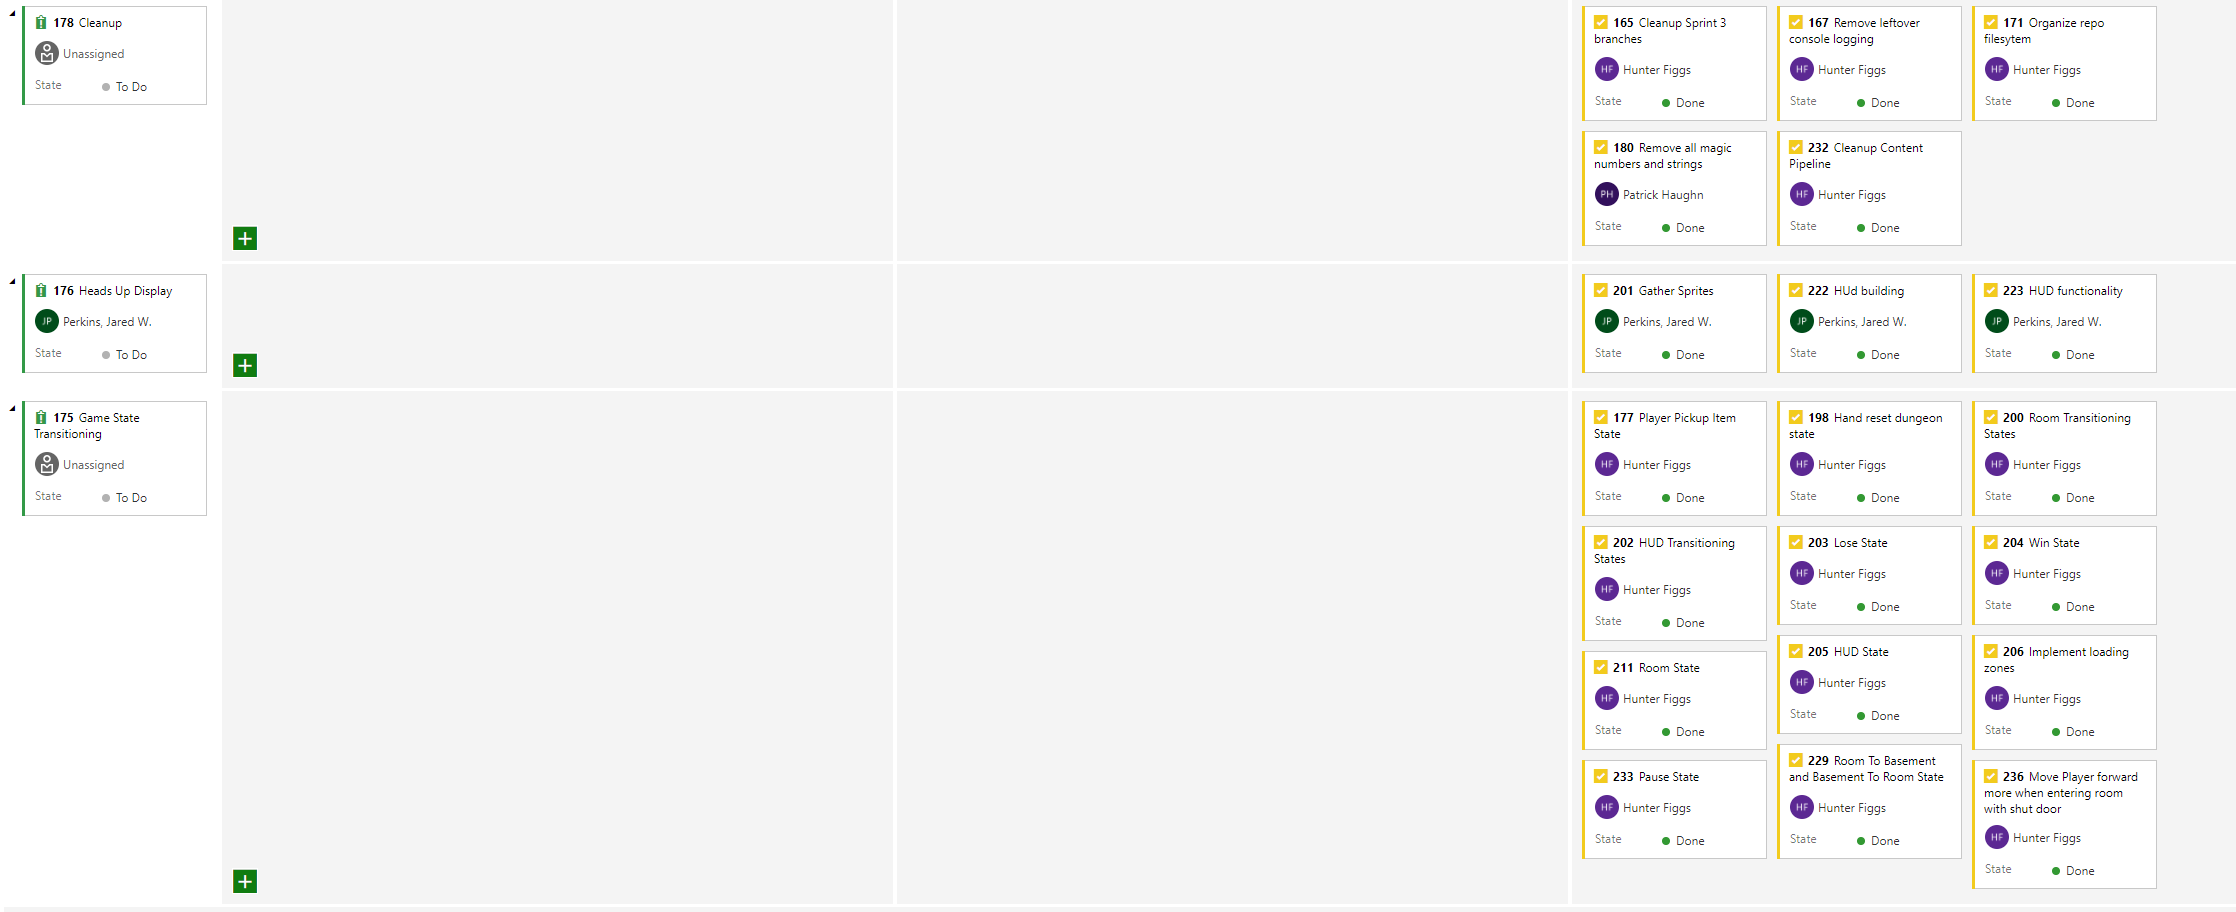 178 Cleanup
Unassigned
State To Do
165 Cleanup Sprint 3
branches
HF Hunter Figgs
State Done
167 Remove leftover
console logging
HF Hunter Figgs
State Done
171 Organize repo
filesytem
HF Hunter Figgs
State Done
180 Remove all magic
numbers and strings
PH Patrick Haughn
State Done
232 Cleanup Content
Pipeline
HF Hunter Figgs
State Done
176 Heads Up Display
JP Perkins, Jared W.
State To Do
201 Gather Sprites
JP Perkins, Jared W.
State Done
222 HUd building
JP Perkins, Jared W.
State Done
223 HUD functionality
JP Perkins, Jared W.
State Done
175 Game State
Transitioning
Unassigned
State To Do
177 Player Pickup Item
State
HF Hunter Figgs
State Done
198 Hand reset dungeon
state
HF Hunter Figgs
State Done
200 Room Transitioning
States
HF Hunter Figgs
State Done
202 HUD Transitioning
States
HF Hunter Figgs
State Done
203 Lose State
HF Hunter Figgs
State Done
204 Win State
HF Hunter Figgs
State Done
211 Room State
HF Hunter Figgs
State Done
205 HUD State
HF Hunter Figgs
State Done
206 Implement loading
zones
HF Hunter Figgs
State Done
233 Pause State
HF Hunter Figgs
State Done
229 Room To Basement
and Basement To Room State
HF Hunter Figgs
State Done
236 Move Player forward
more when entering room
with shut door
HF Hunter Figgs
State Done